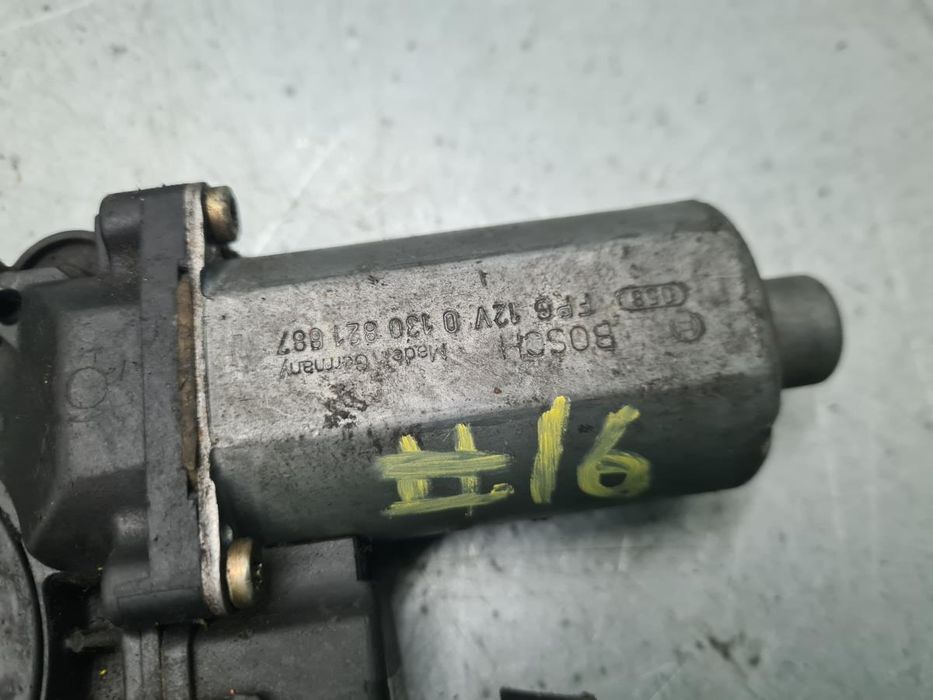 BOSCH
FPG 12V 0 130 821 687
Made in Germany
#16